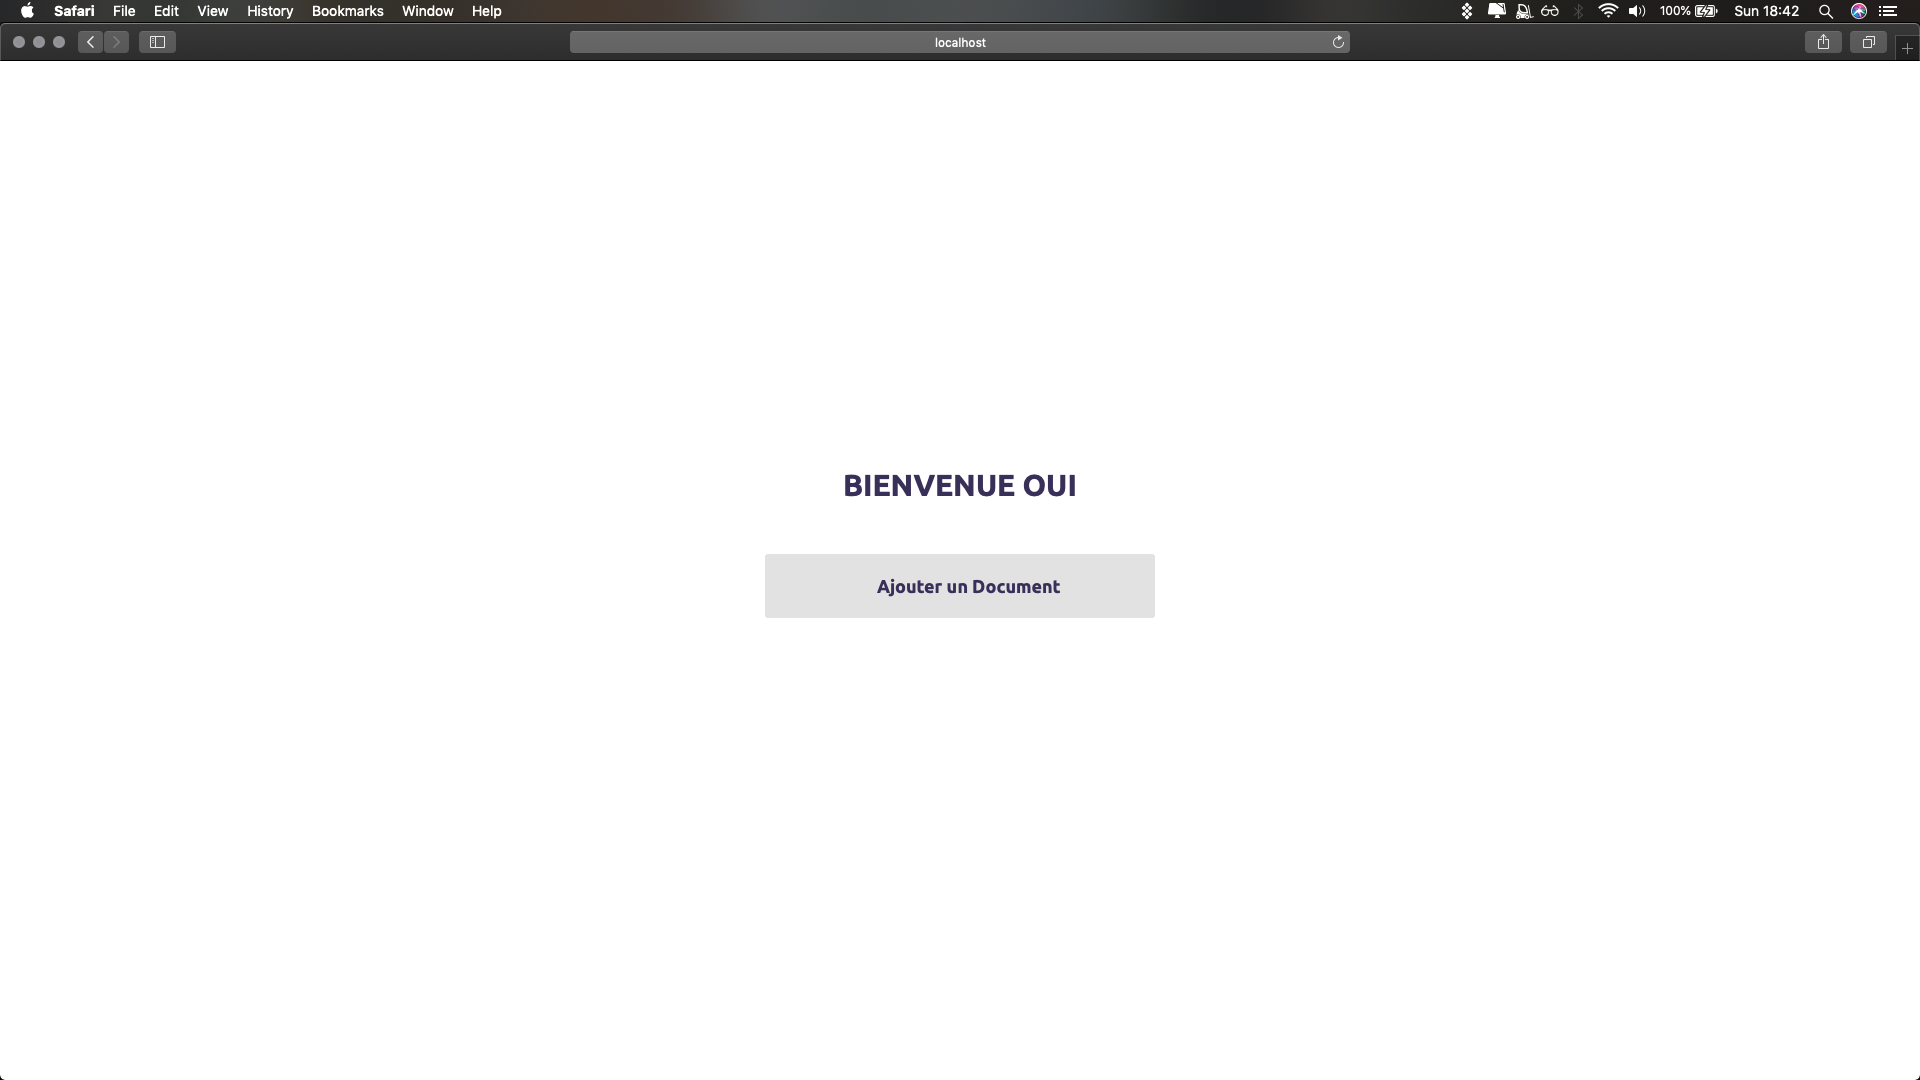 Safari File Edit View History Bookmarks Window Help 100% Sun 18:42
localhost
BIENVENUE OUI
Ajouter un Document